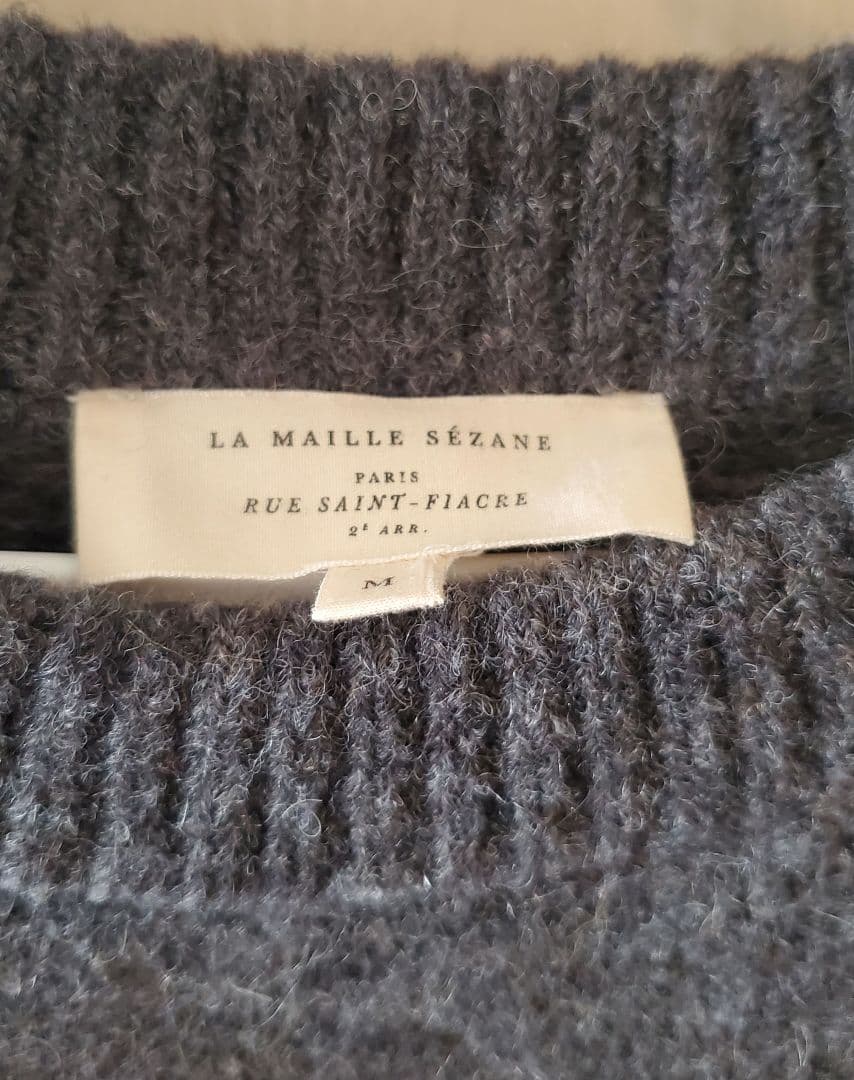 LA MAILLE SÉZANE
PARIS
RUE SAINT-FIACRE
2E ARR.
M